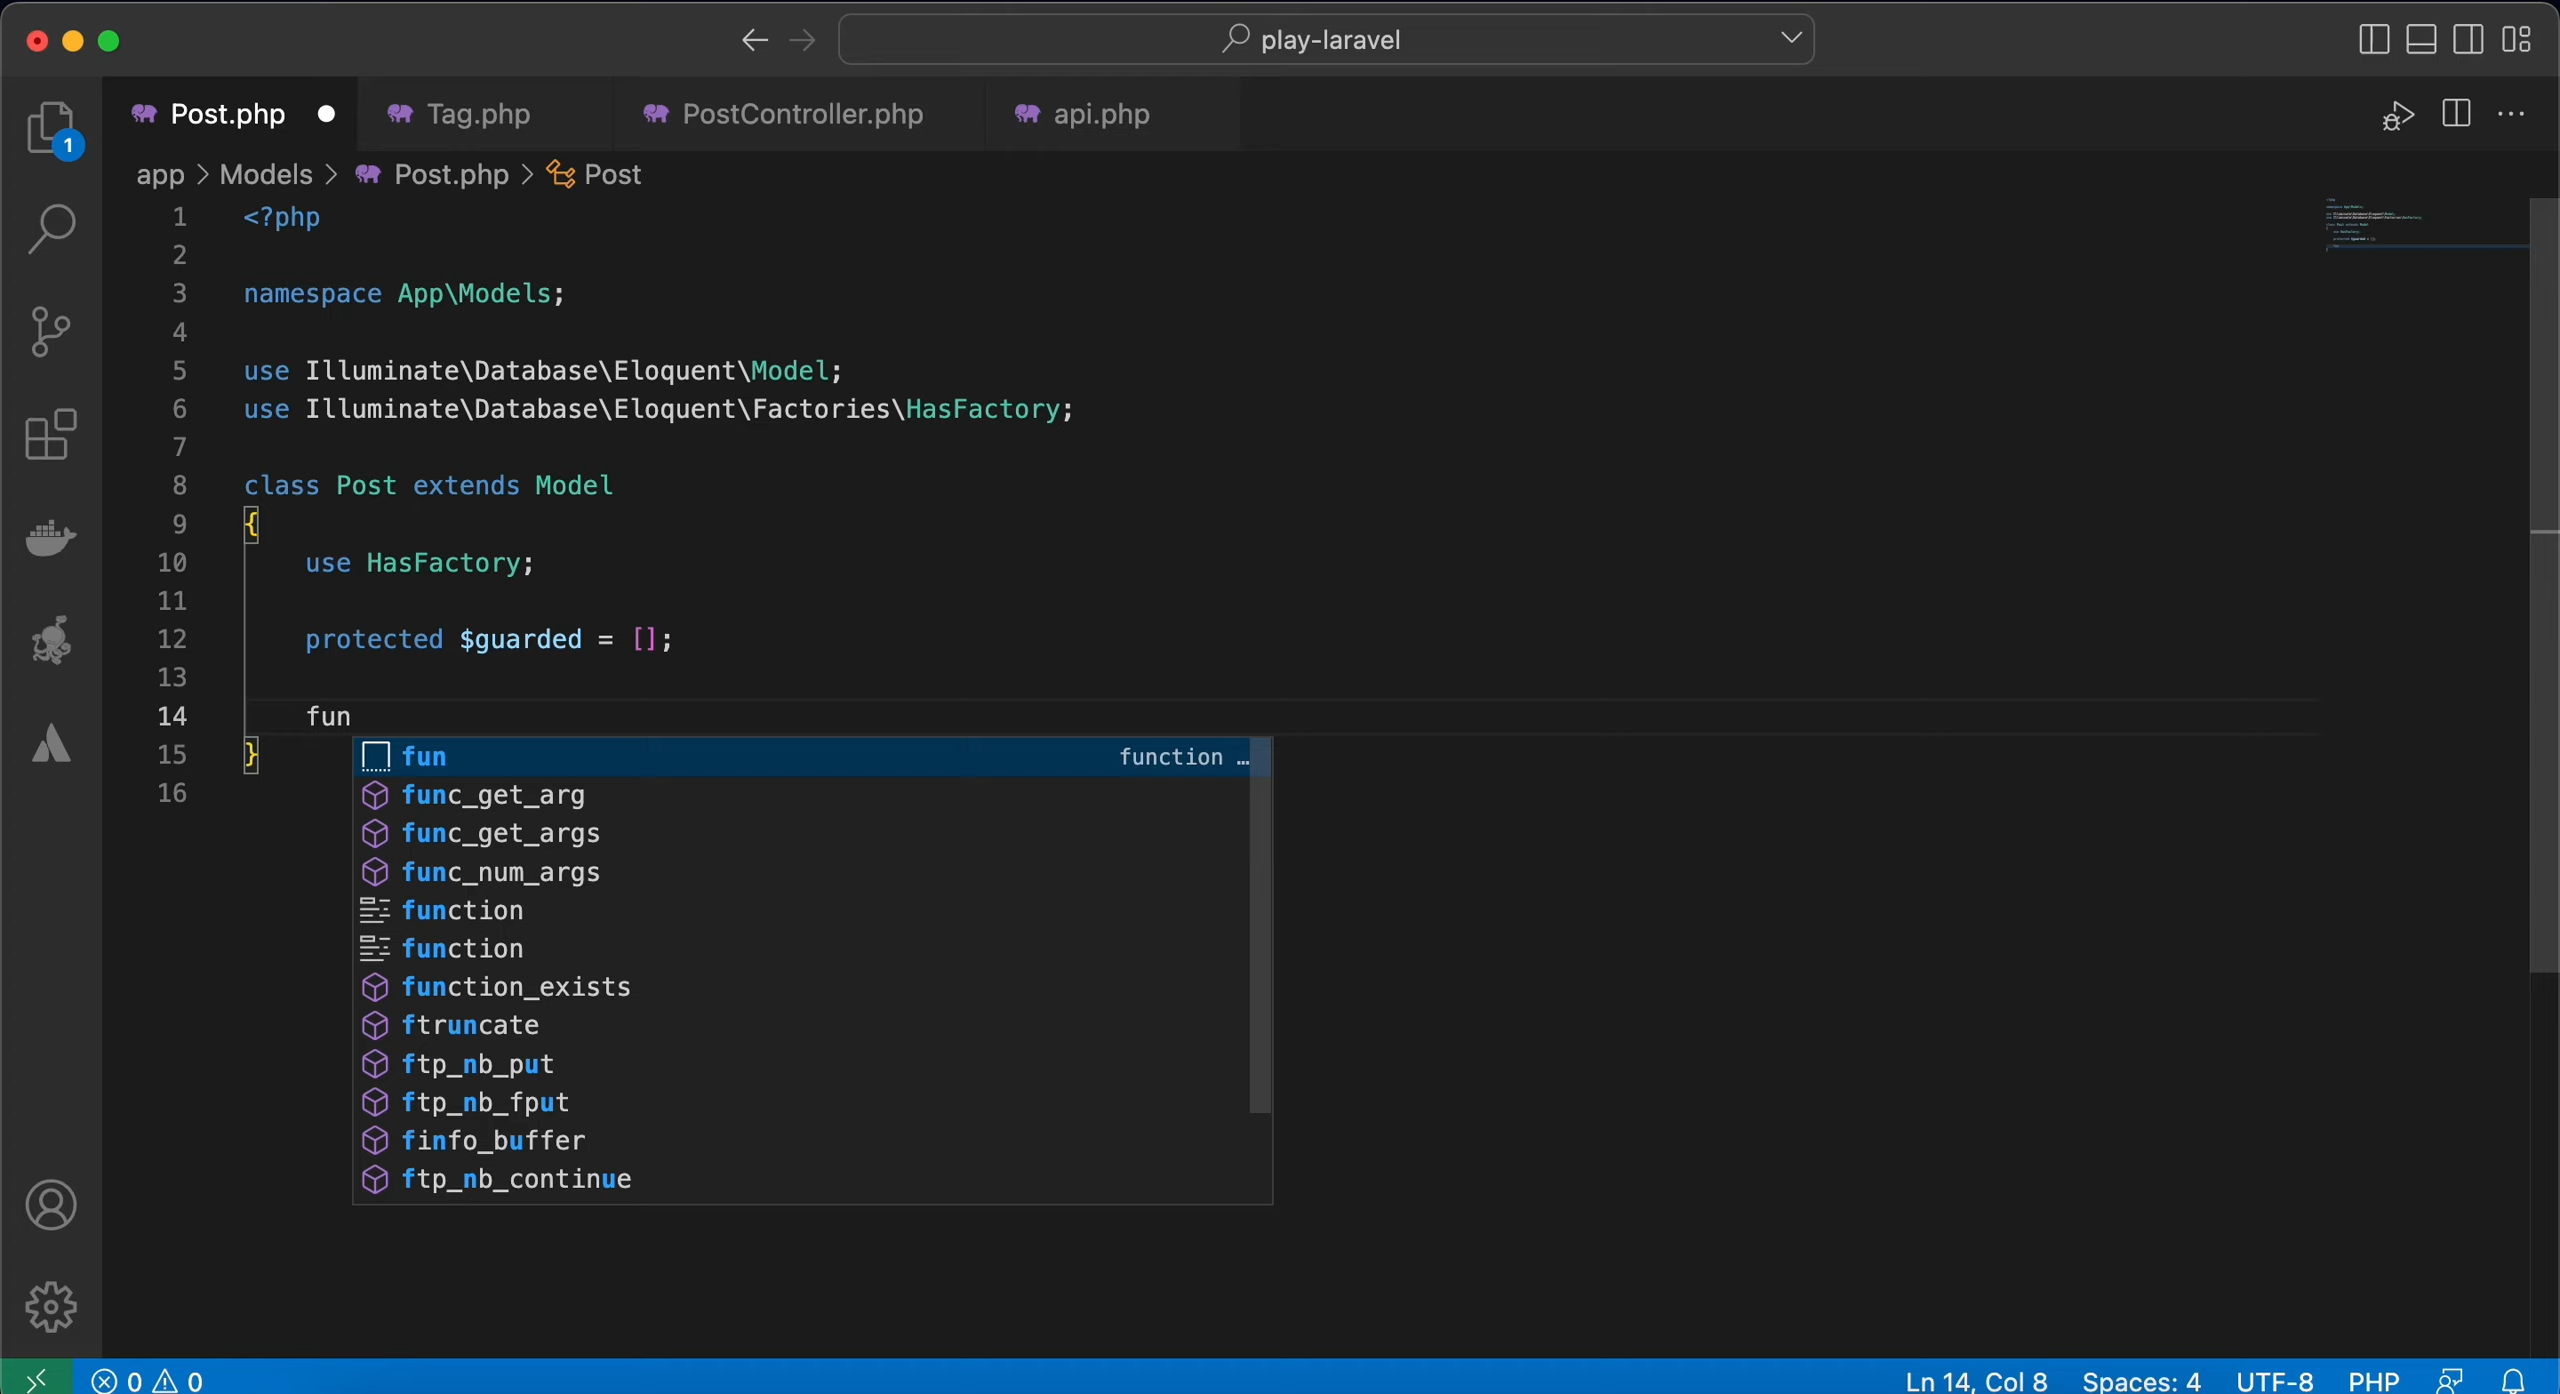 play-laravel
Post.php Tag.php PostController.php api.php
1
app > Models > Post.php > Post
1 <?php
2
3 namespace App\Models;
4
5 use Illuminate\Database\Eloquent\Model;
6 use Illuminate\Database\Eloquent\Factories\HasFactory;
7
8 class Post extends Model
9 {
10 use HasFactory;
11
12 protected $guarded = [];
13
14 fun
15 }
16
fun function …
func_get_arg
func_get_args
func_num_args
function
function
function_exists
ftruncate
ftp_nb_put
ftp_nb_fput
finfo_buffer
ftp_nb_continue
0 0 Ln 14, Col 8 Spaces: 4 UTF-8 PHP